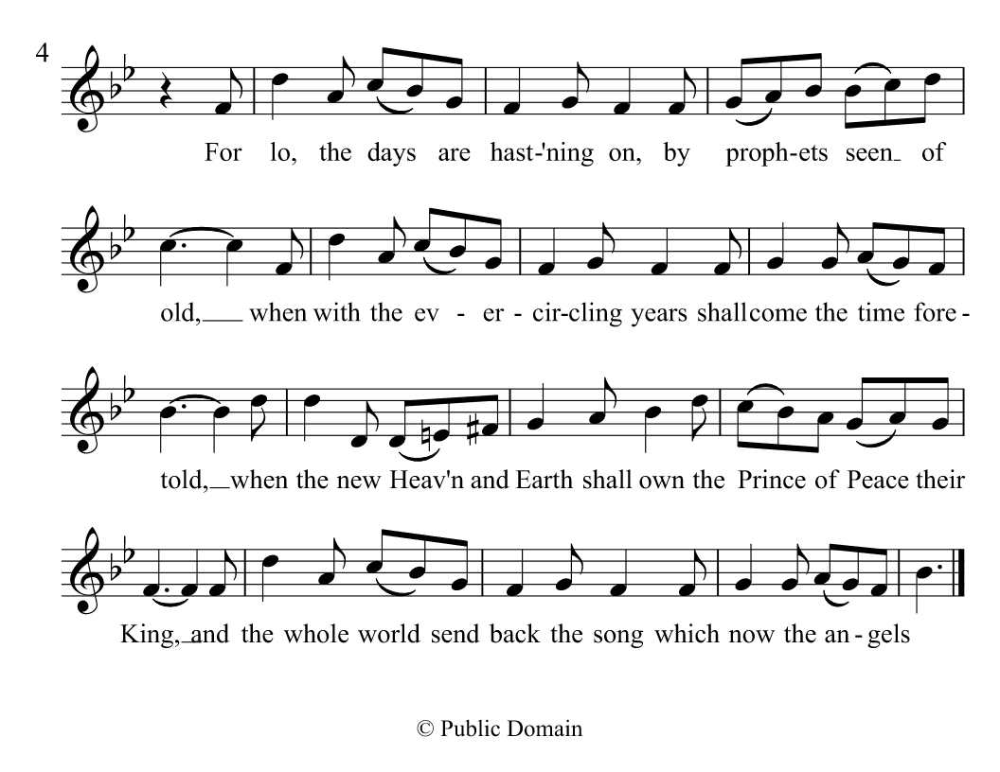 4
For lo, the days are hast-'ning on, by proph-ets seen_ of
old,___ when with the ev - er - cir-cling years shall come the time fore -
told,_ when the new Heav'n and Earth shall own the Prince of Peace their
King,_ and the whole world send back the song which now the an - gels
© Public Domain